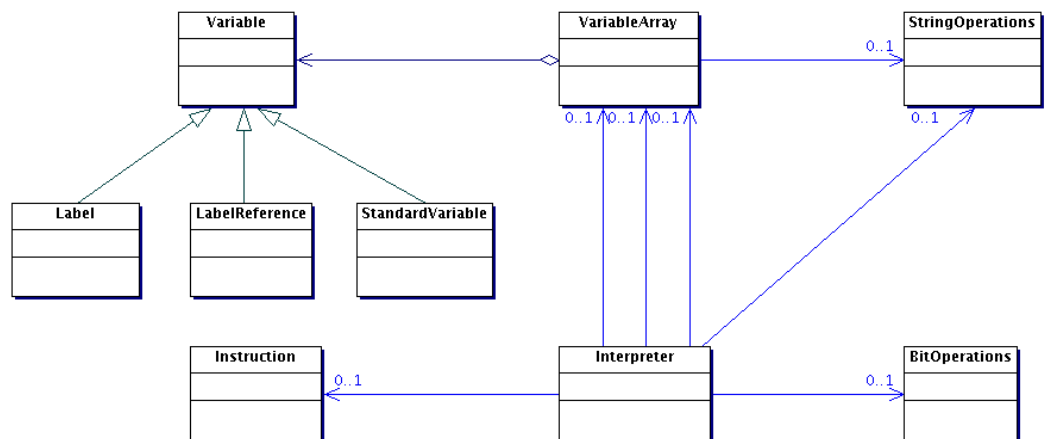 Variable
VariableArray
StringOperations
0..1
0..1
0..1
0..1
0..1
Label
LabelReference
StandardVariable
Instruction
Interpreter
BitOperations
0..1
0..1